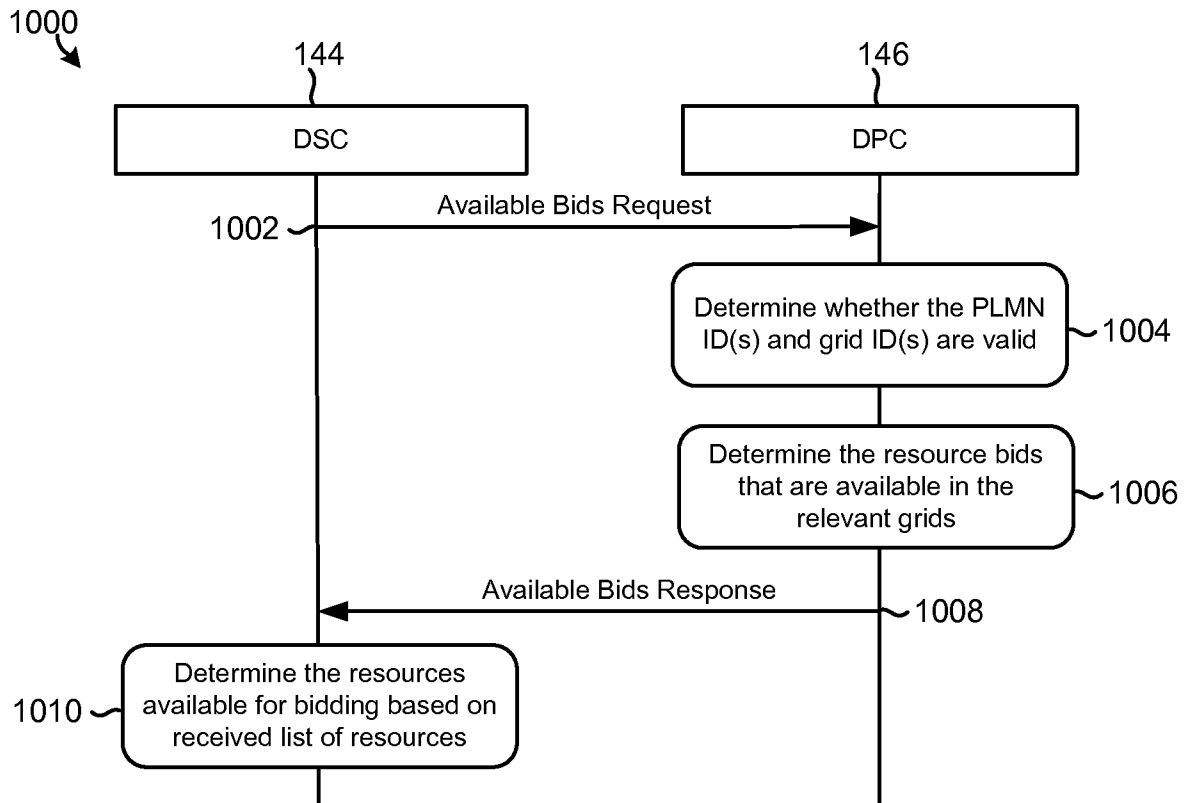 1000
144
146
DSC
DPC
Available Bids Request
1002
Determine whether the PLMN
ID(s) and grid ID(s) are valid
1004
Determine the resource bids
that are available in the
relevant grids
1006
Available Bids Response
1008
Determine the resources
available for bidding based on
received list of resources
1010